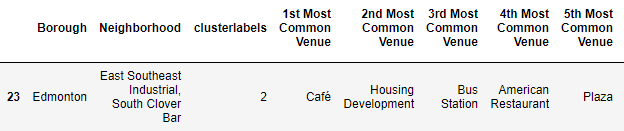 Borough Neighborhood clusterlabels 1st Most Common Venue 2nd Most Common Venue 3rd Most Common Venue 4th Most Common Venue 5th Most Common Venue
23 Edmonton East Southeast Industrial, South Clover Bar 2 Café Housing Development Bus Station American Restaurant Plaza